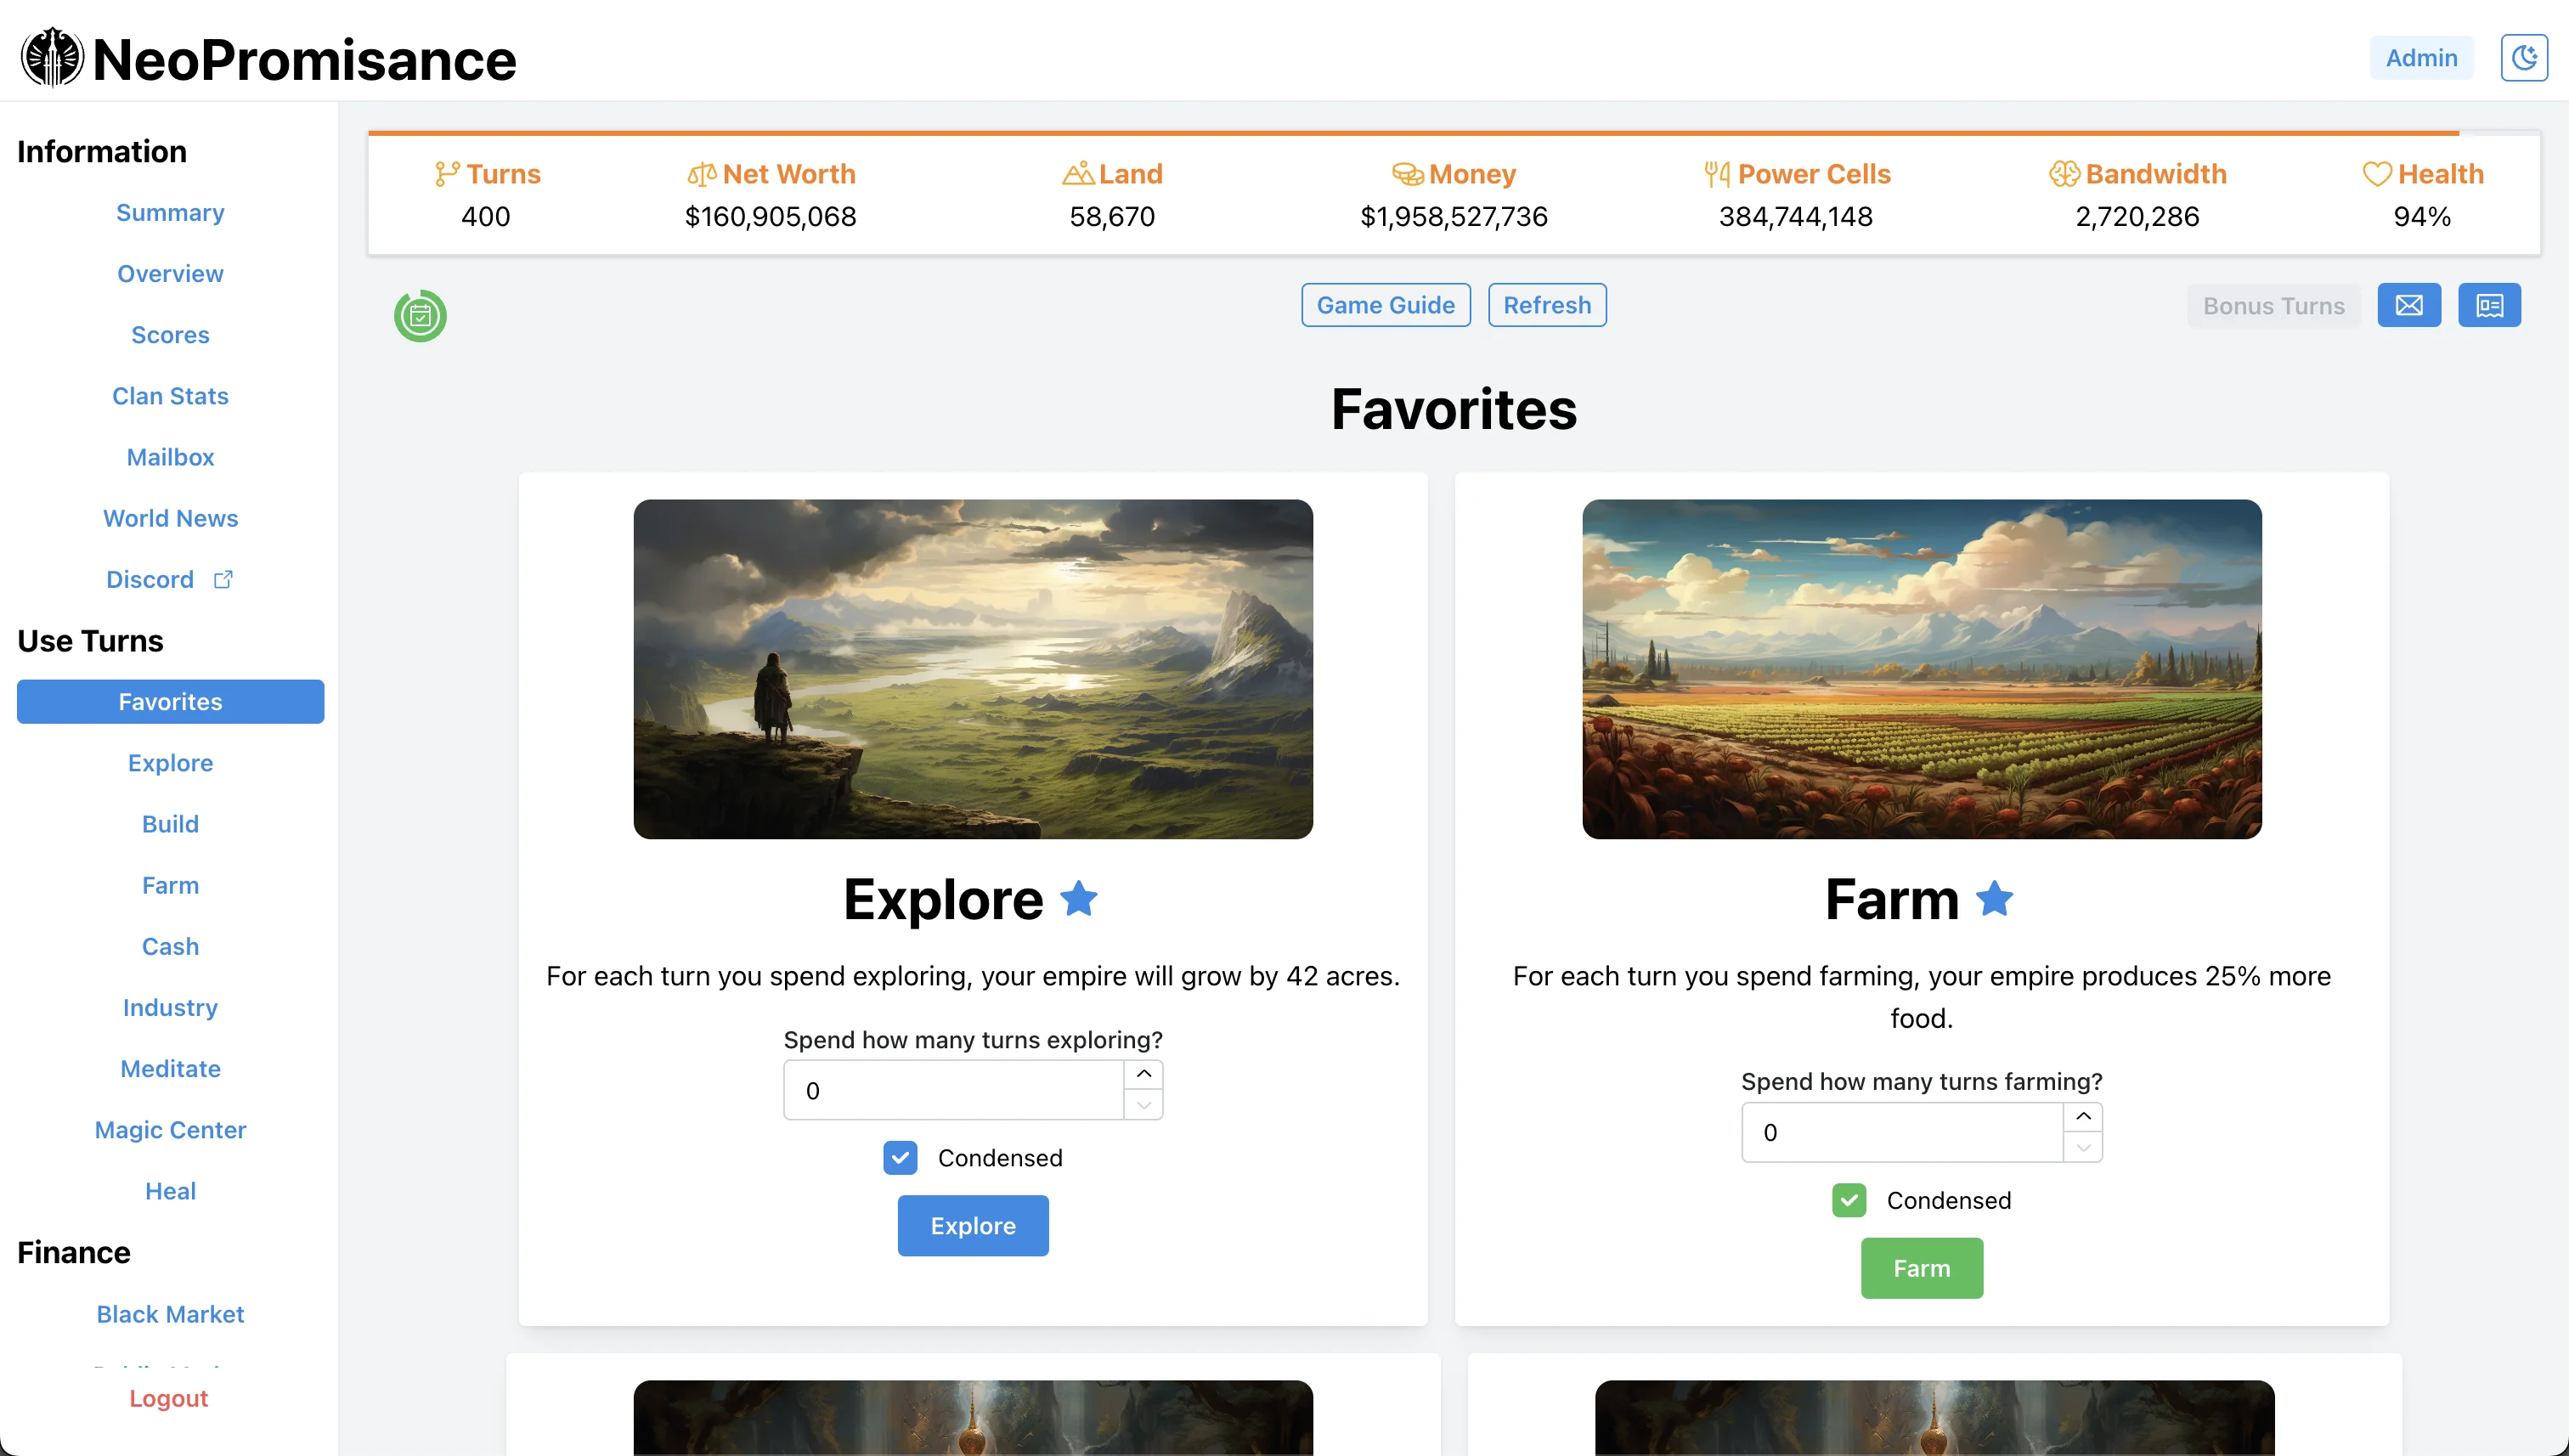 NeoPromisance
Admin
Information
Summary
Overview
Scores
Clan Stats
Mailbox
World News
Discord
Use Turns
Favorites
Explore
Build
Farm
Cash
Industry
Meditate
Magic Center
Heal
Finance
Black Market
Logout
Turns
400
Net Worth
$160,905,068
Land
58,670
Money
$1,958,527,736
Power Cells
384,744,148
Bandwidth
2,720,286
Health
94%
Game Guide
Refresh
Bonus Turns
Favorites
Explore
For each turn you spend exploring, your empire will grow by 42 acres.
Spend how many turns exploring?
0
Condensed
Explore
Farm
For each turn you spend farming, your empire produces 25% more
food.
Spend how many turns farming?
0
Condensed
Farm